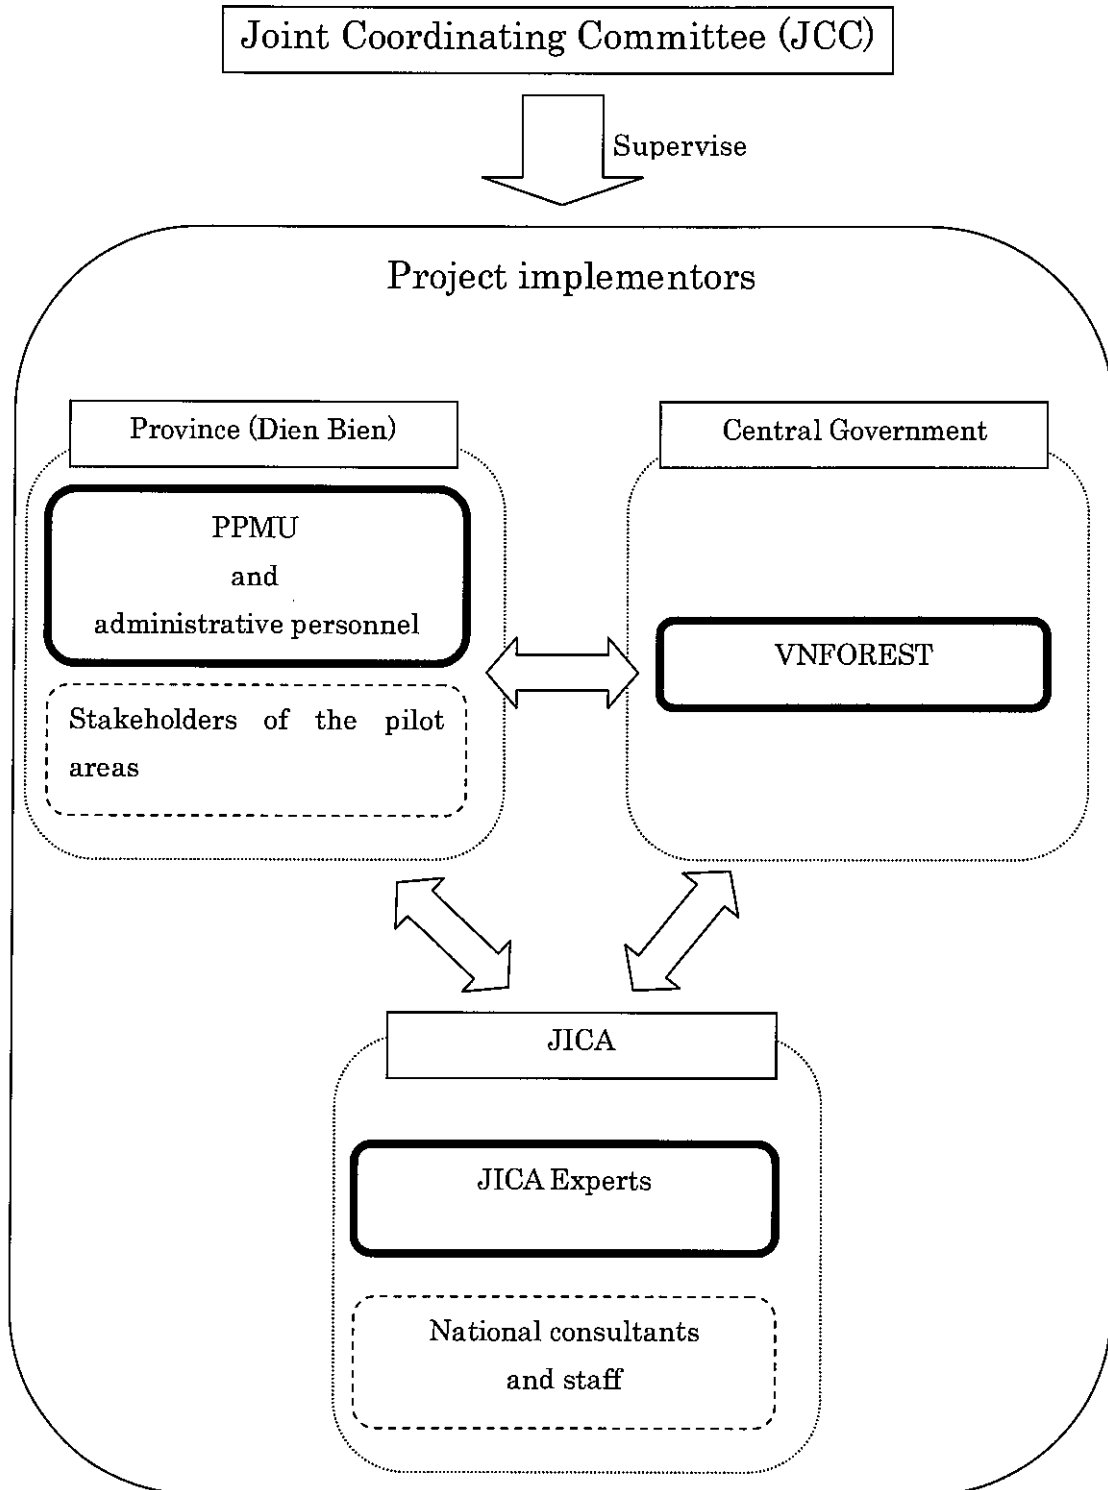 Joint Coordinating Committee (JCC)
Supervise
Project implementors
Province (Dien Bien)
PPMU
and
administrative personnel
Stakeholders of the pilot
areas
Central Government
VNFOREST
JICA
JICA Experts
National consultants
and staff